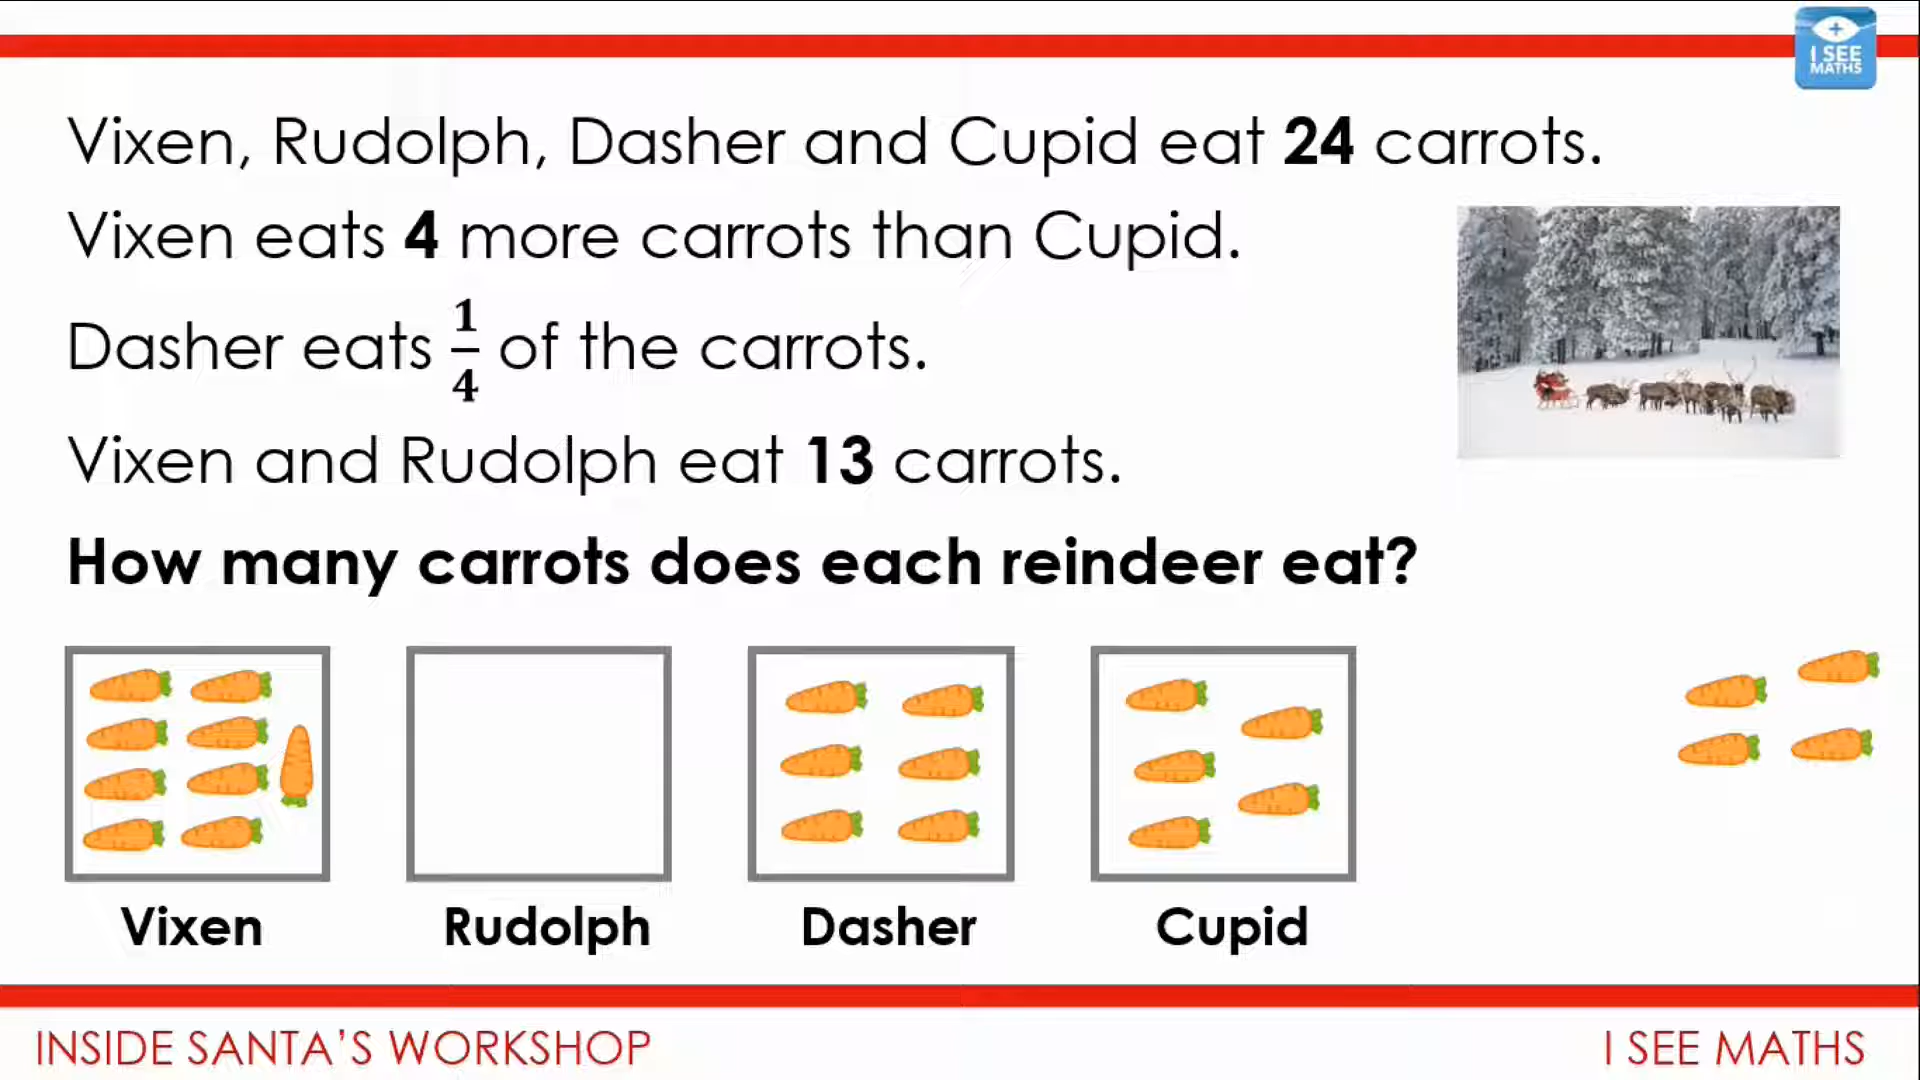 I SEE
MATHS
Vixen, Rudolph, Dasher and Cupid eat 24 carrots.
Vixen eats 4 more carrots than Cupid.
Dasher eats 1/4 of the carrots.
Vixen and Rudolph eat 13 carrots.
How many carrots does each reindeer eat?
Vixen Rudolph Dasher Cupid
INSIDE SANTA’S WORKSHOP I SEE MATHS